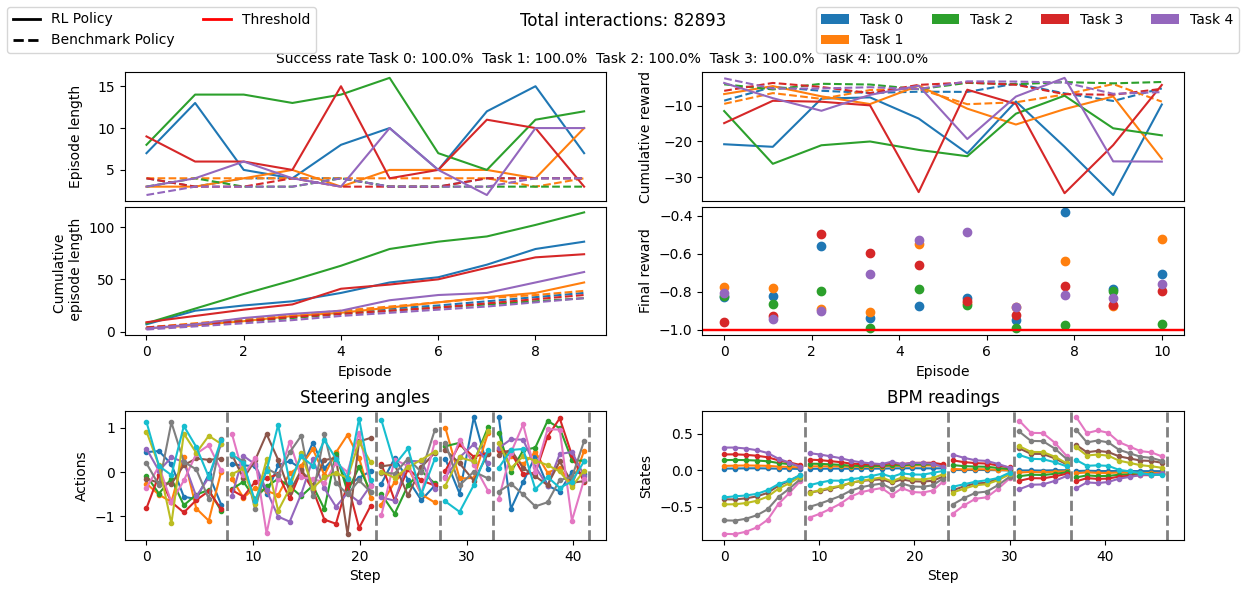 RL Policy
Benchmark Policy
Threshold
Total interactions: 82893
Task 0
Task 1
Task 2
Task 3
Task 4
Success rate Task 0: 100.0%  Task 1: 100.0%  Task 2: 100.0%  Task 3: 100.0%  Task 4: 100.0%
Episode length
15
10
5
Cumulative reward
−10
−20
−30
Cumulative
episode length
100
50
0
0 2 4 6 8
Episode
Final reward
−0.4
−0.6
−0.8
−1.0
0 2 4 6 8 10
Episode
Steering angles
Actions
1
0
−1
0 10 20 30 40
Step
BPM readings
States
0.5
0.0
−0.5
0 10 20 30 40
Step